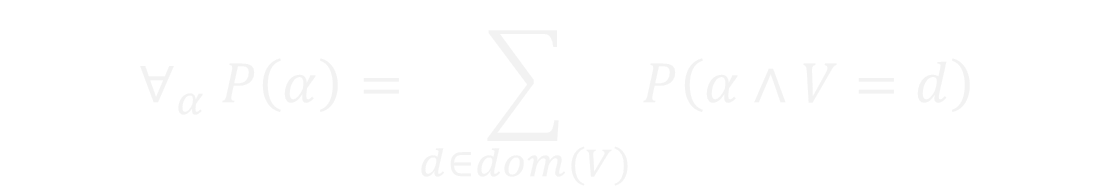 ∀α P(α) = ∑ P(α ∧ V = d)
d∈dom(V)